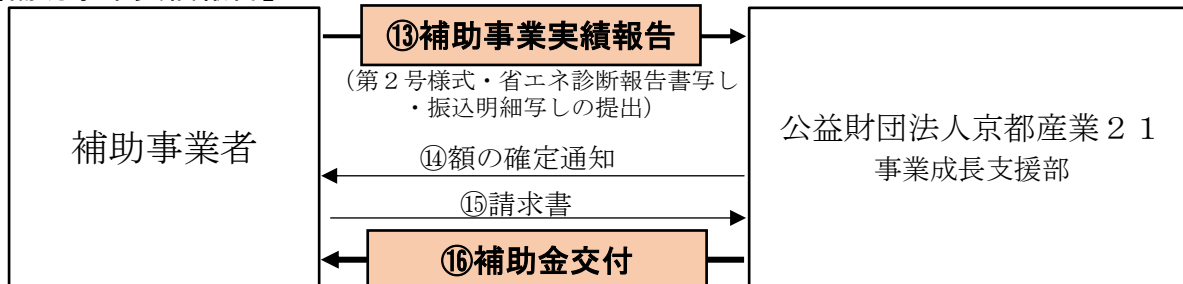 ⑬補助事業実績報告
(第２号様式・省エネ診断報告書写し
・振込明細写しの提出)
補助事業者
公益財団法人京都産業２１
事業成長支援部
⑭額の確定通知
⑮請求書
⑯補助金交付